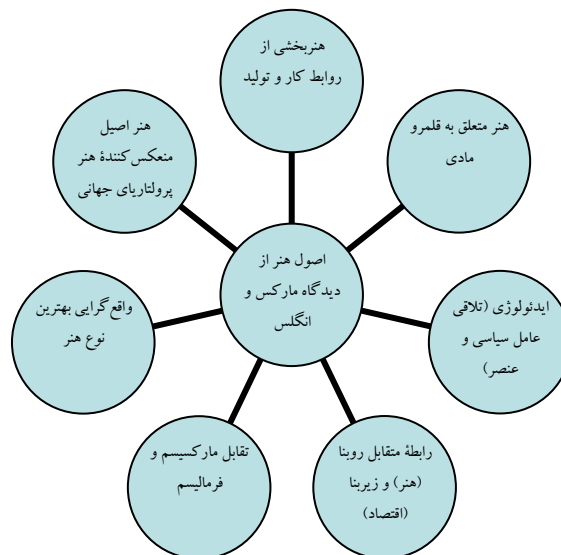 هنربخشی از
روابط کار و تولید
هنر متعلق به قلمرو
مادی
ایدئولوژی (تلاقی
عامل سیاسی و
عنصر)
رابطهٔ متقابل روبنا
(هنر) و زیربنا
(اقتصاد)
تقابل مارکسیسم و
فرمالیسم
واقع‌گرایی بهترین
نوع هنر
هنر اصیل
منعکس‌کنندهٔ هنر
پرولتاریای جهانی
اصول هنر از
دیدگاه مارکس و
انگلس